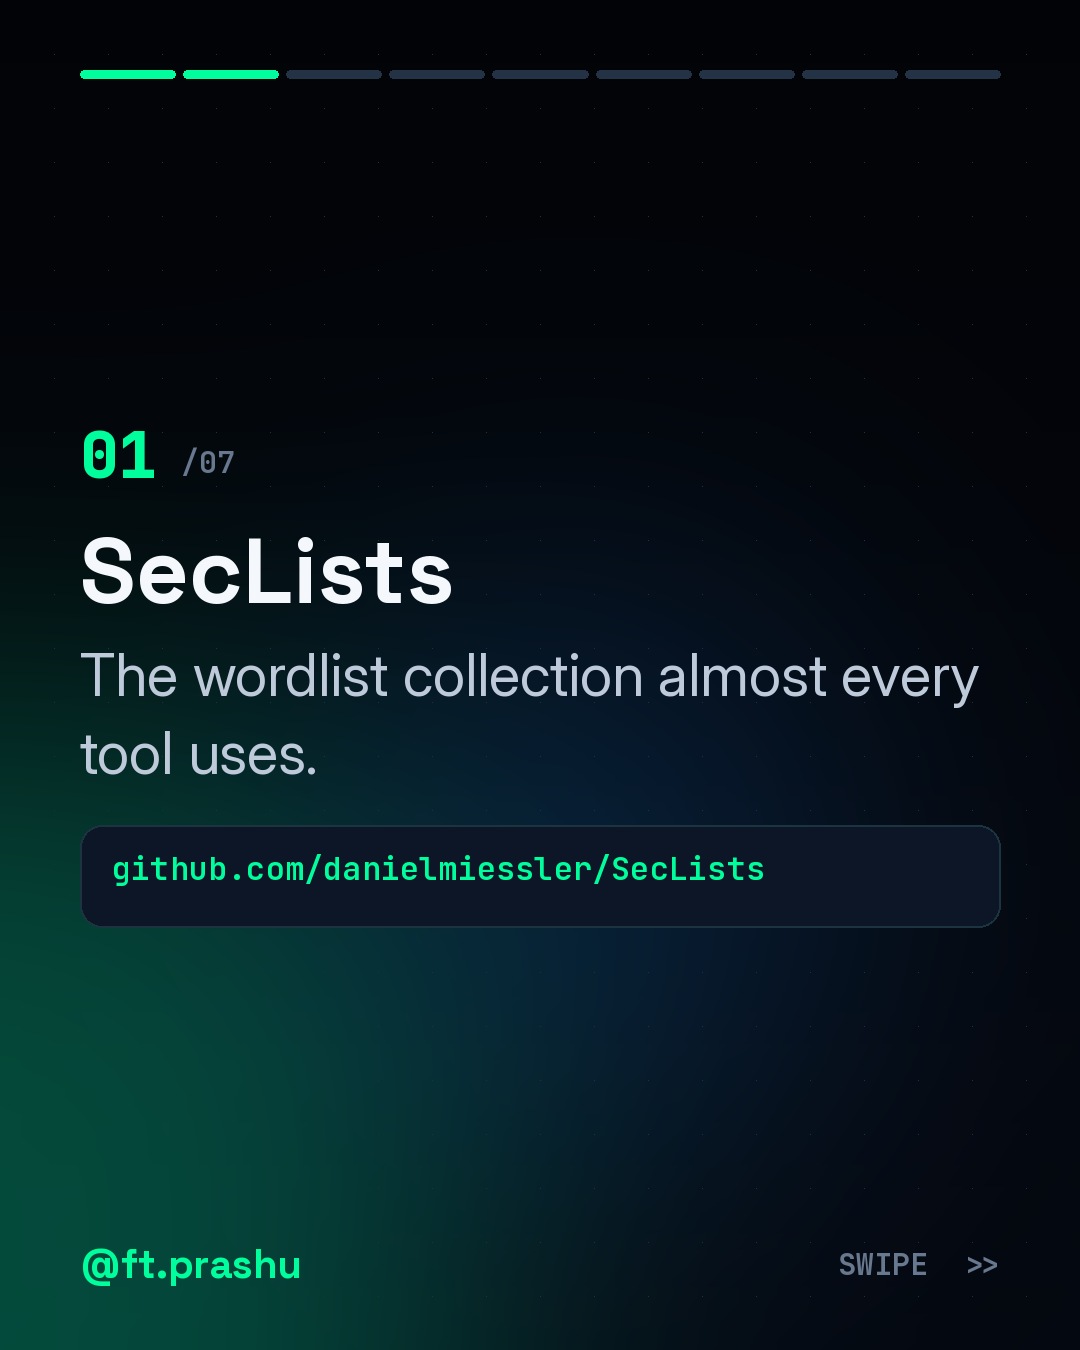 01 /07
SecLists
The wordlist collection almost every
tool uses.
github.com/danielmiessler/SecLists
@ft.prashu
SWIPE >>